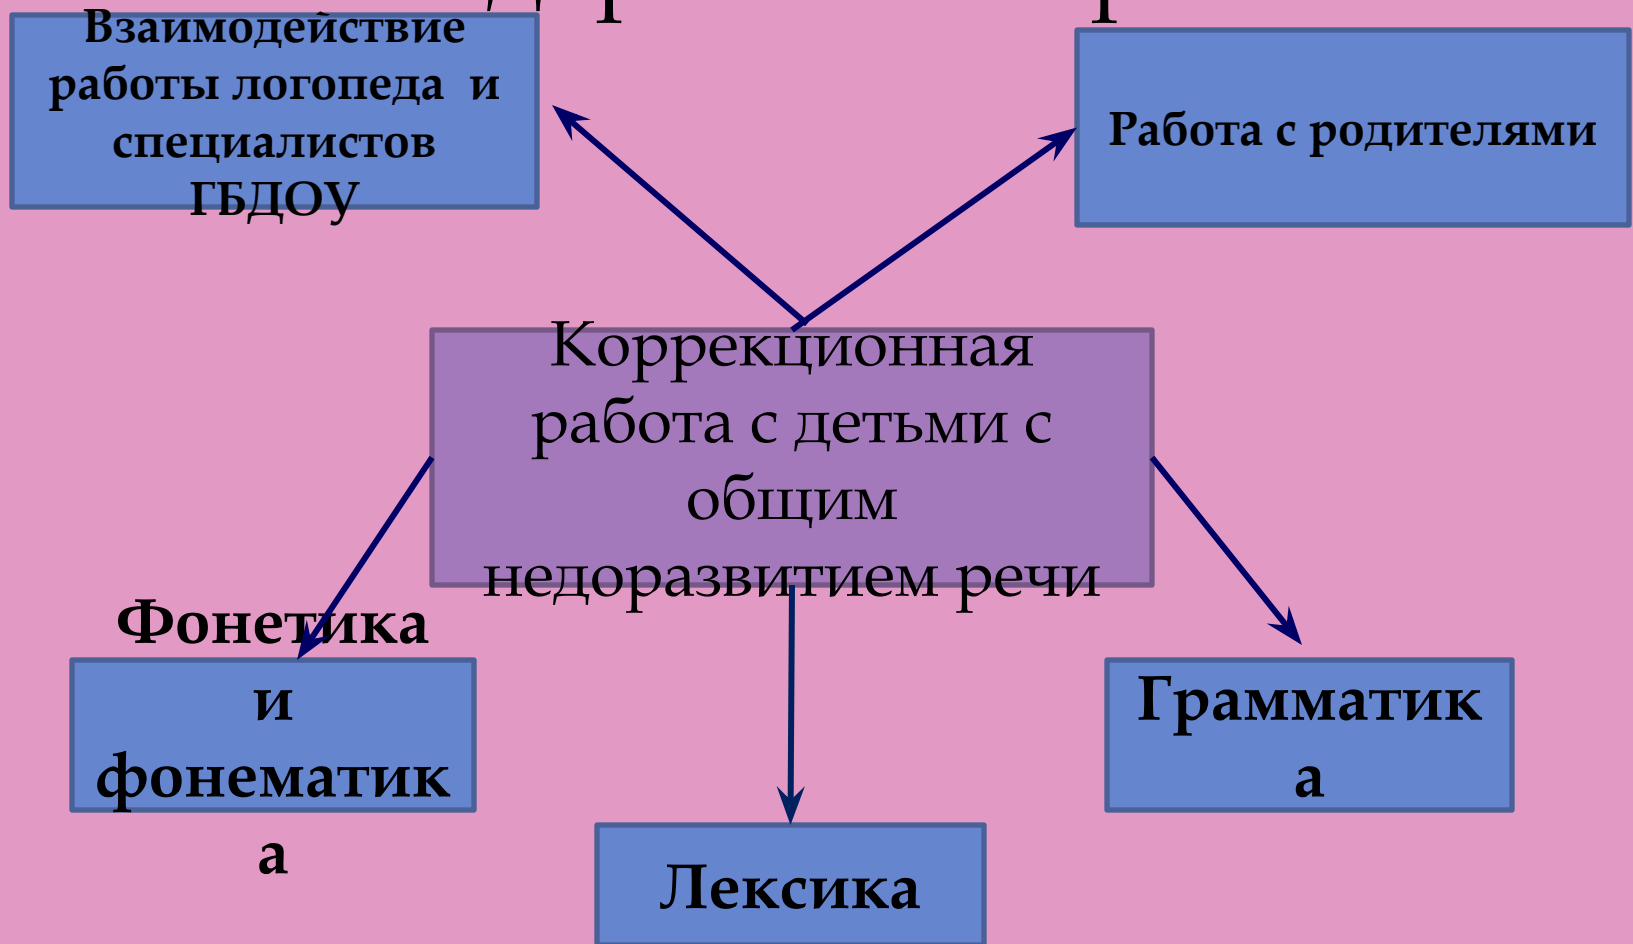 Взаимодействие
работы логопеда и
специалистов
ГБДОУ
Работа с родителями
Коррекционная
работа с детьми с
общим
недоразвитием речи
Фонетика
и
фонематик
а
Грамматик
а
Лексика